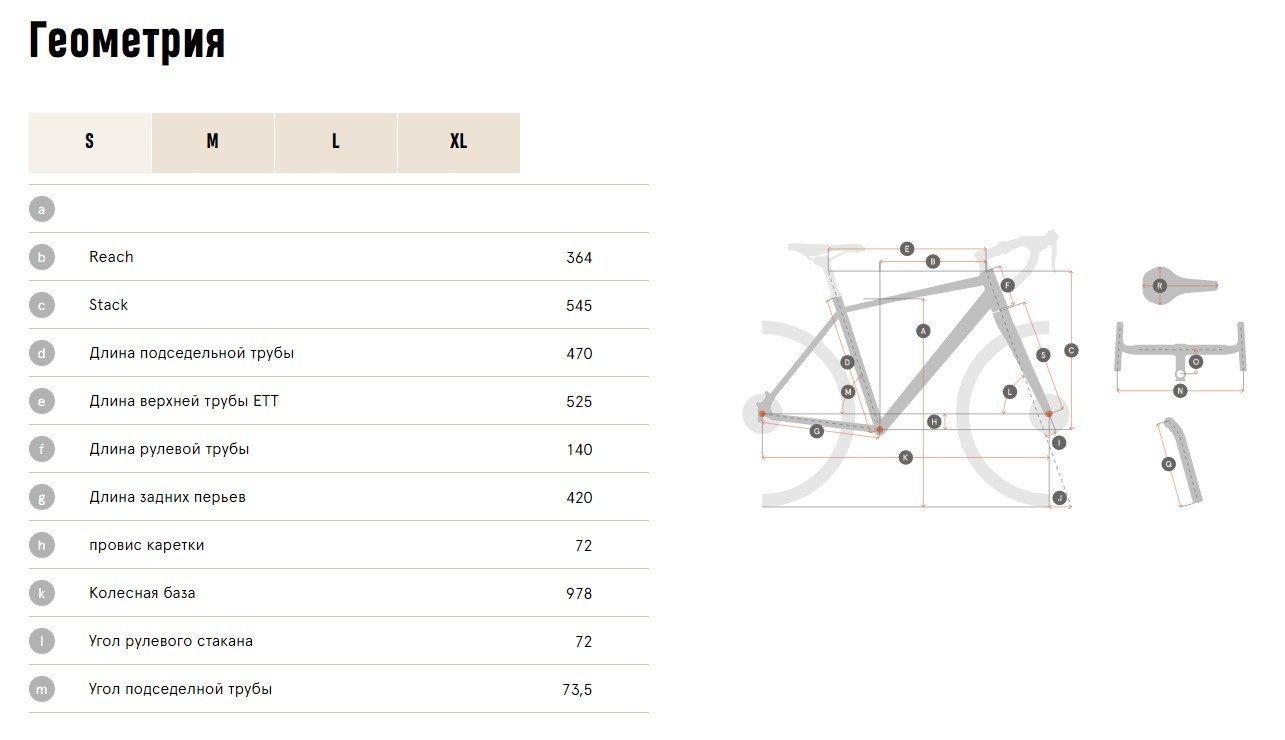 Геометрия
S M L XL
a
b Reach 364
c Stack 545
d Длина подседельной трубы 470
e Длина верхней трубы ETT 525
f Длина рулевой трубы 140
g Длина задних перьев 420
h провис каретки 72
k Колесная база 978
l Угол рулевого стакана 72
m Угол подседелной трубы 73,5
E
B
F
R
A
C
S
O
D
M
L
N
H
G
I
K
Q
J